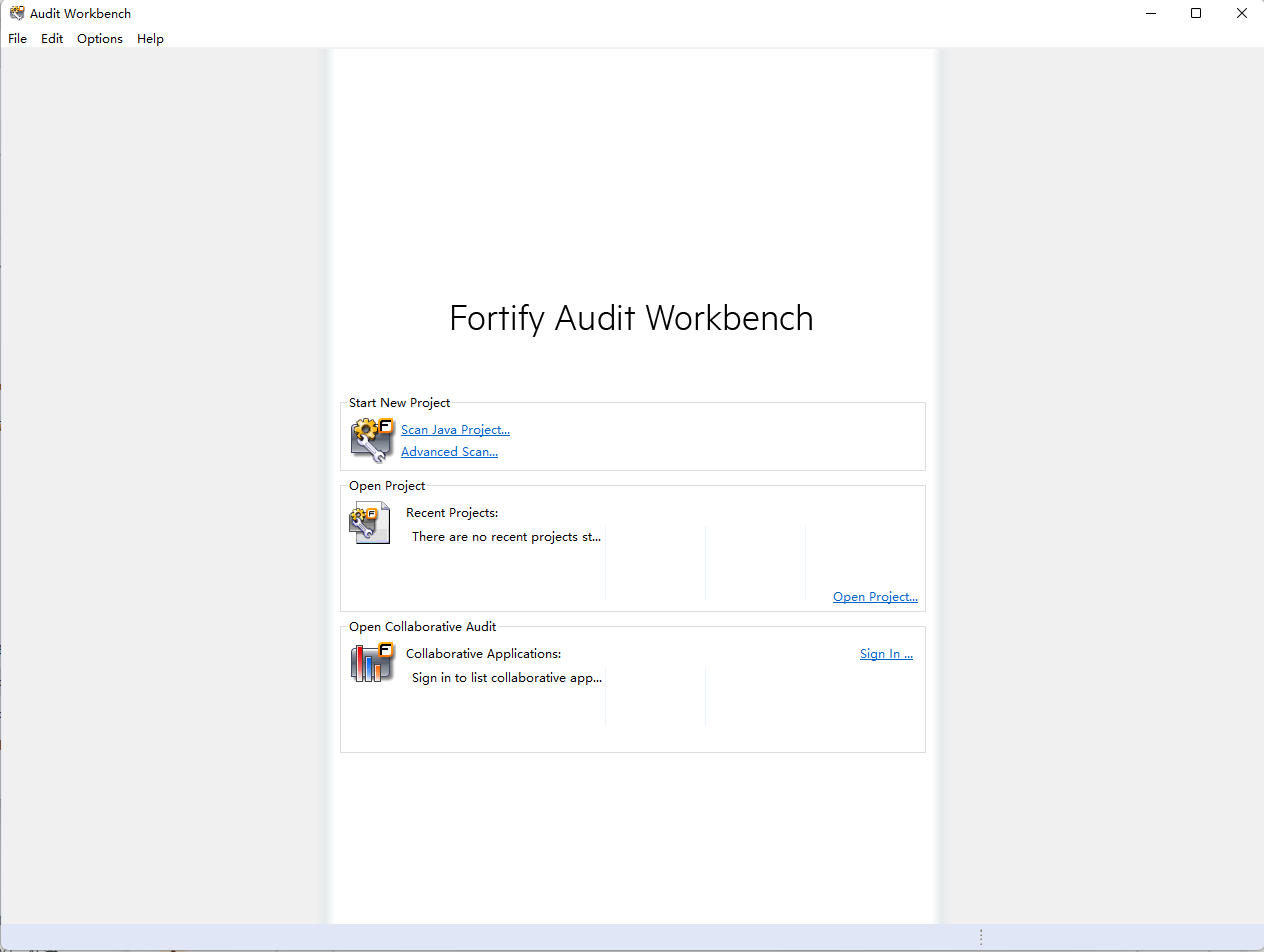 Audit Workbench
File Edit Options Help
Fortify Audit Workbench
Start New Project
Scan Java Project...
Advanced Scan...
Open Project
Recent Projects:
There are no recent projects st...
Open Project...
Open Collaborative Audit
Collaborative Applications:
Sign In ...
Sign in to list collaborative app...